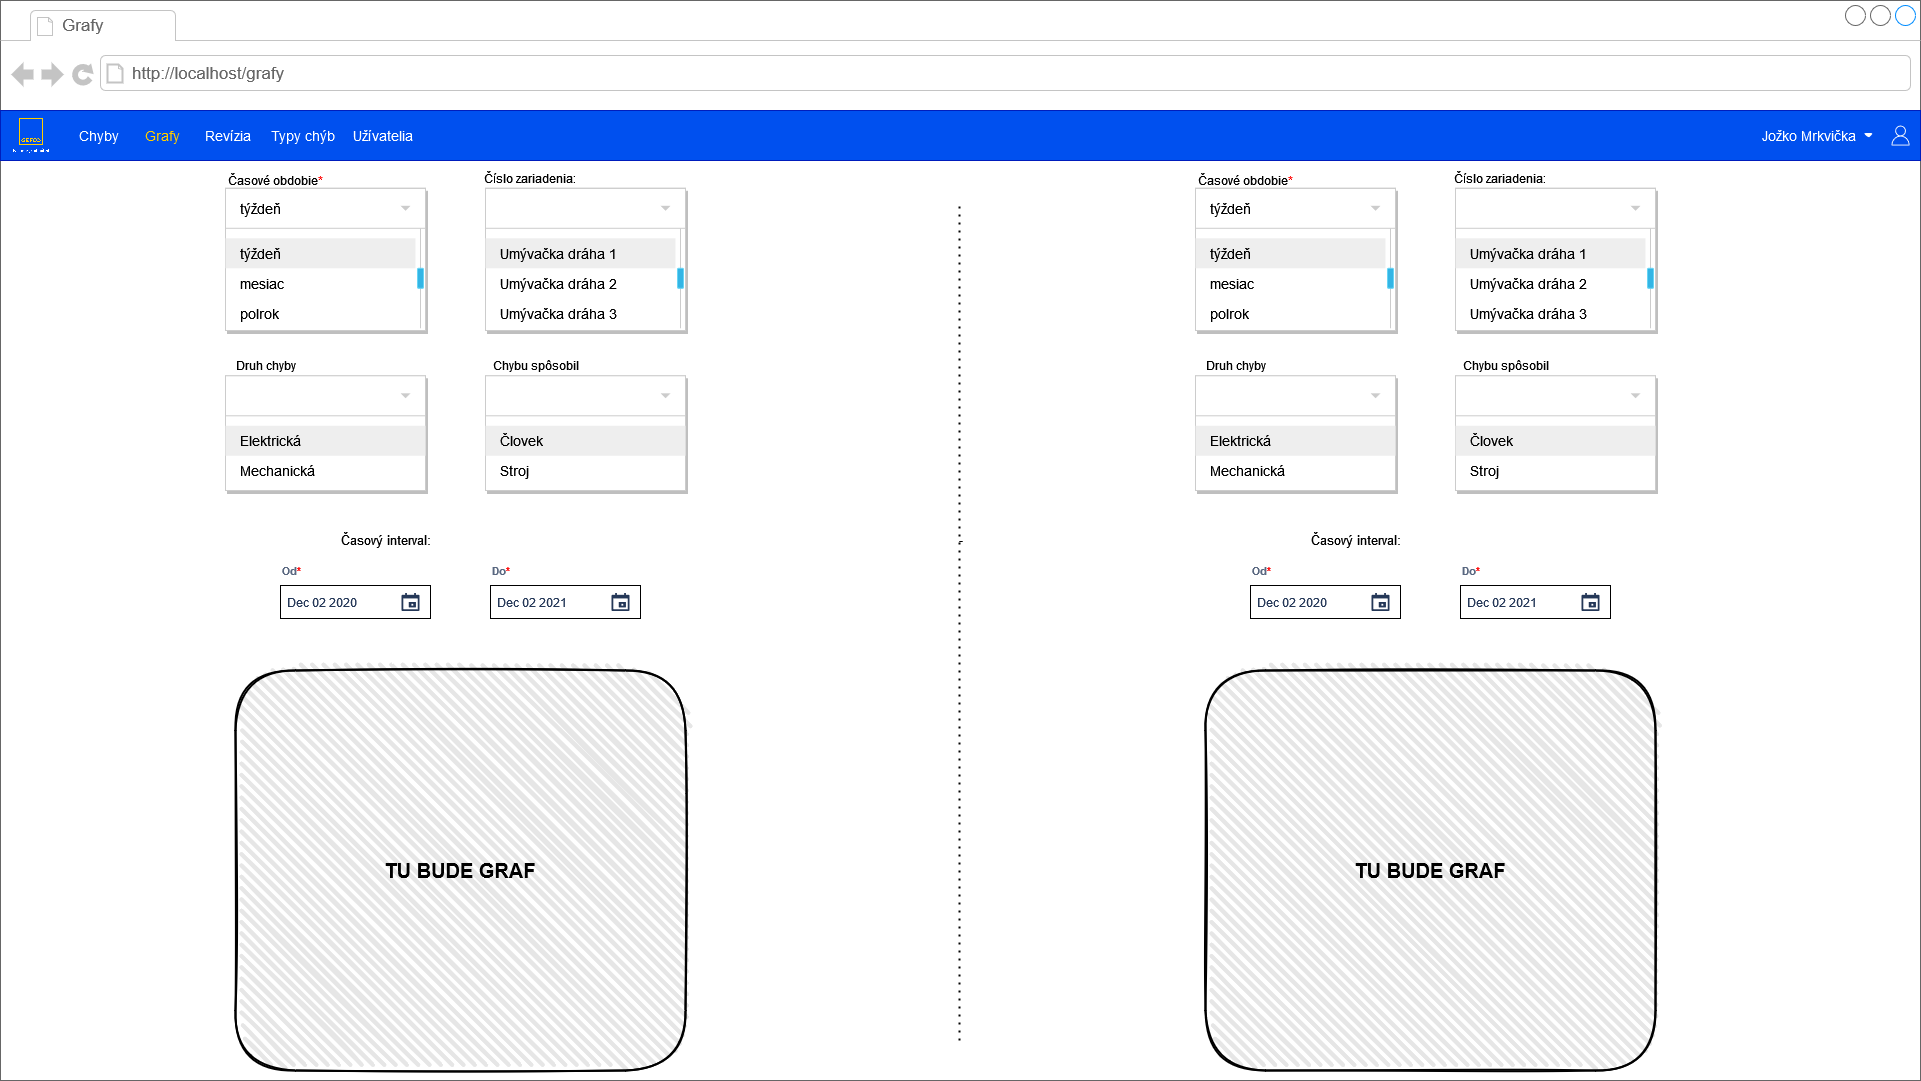 Grafy
http://localhost/grafy
GEFCO
Chyby Grafy Revízia Typy chýb Užívatelia Jožko Mrkvička
Časové obdobie* Číslo zariadenia:
týždeň
týždeň Umývačka dráha 1
mesiac Umývačka dráha 2
polrok Umývačka dráha 3
Druh chyby Chybu spôsobil
Elektrická Človek
Mechanická Stroj
Časový interval:
Od* Do*
Dec 02 2020 Dec 02 2021
TU BUDE GRAF
Časové obdobie* Číslo zariadenia:
týždeň
týždeň Umývačka dráha 1
mesiac Umývačka dráha 2
polrok Umývačka dráha 3
Druh chyby Chybu spôsobil
Elektrická Človek
Mechanická Stroj
Časový interval:
Od* Do*
Dec 02 2020 Dec 02 2021
TU BUDE GRAF